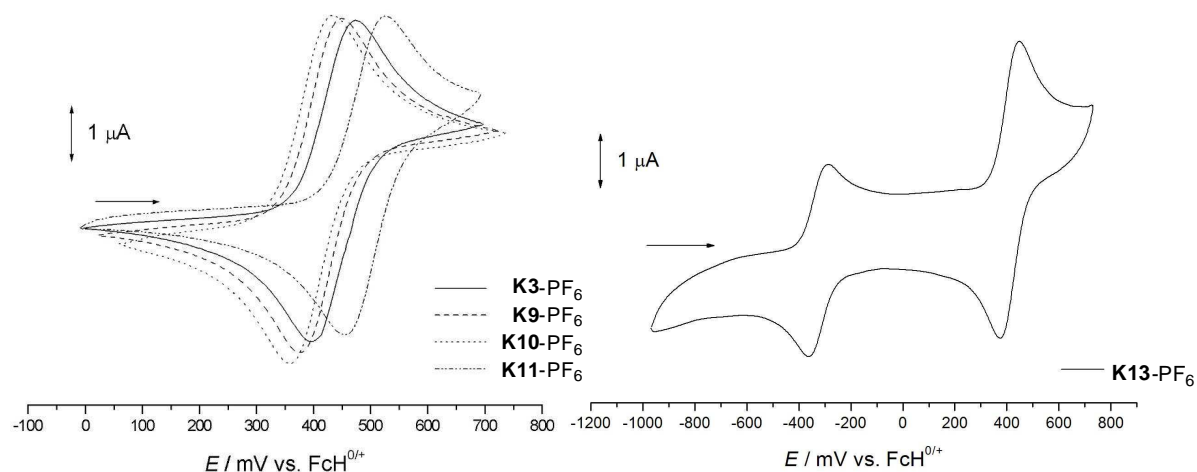 1 μA
K3-PF₆
K9-PF₆
K10-PF₆
K11-PF₆
-100 0 100 200 300 400 500 600 700 800
E / mV vs. FcH⁰/⁺
1 μA
K13-PF₆
-1200 -1000 -800 -600 -400 -200 0 200 400 600 800
E / mV vs. FcH⁰/⁺